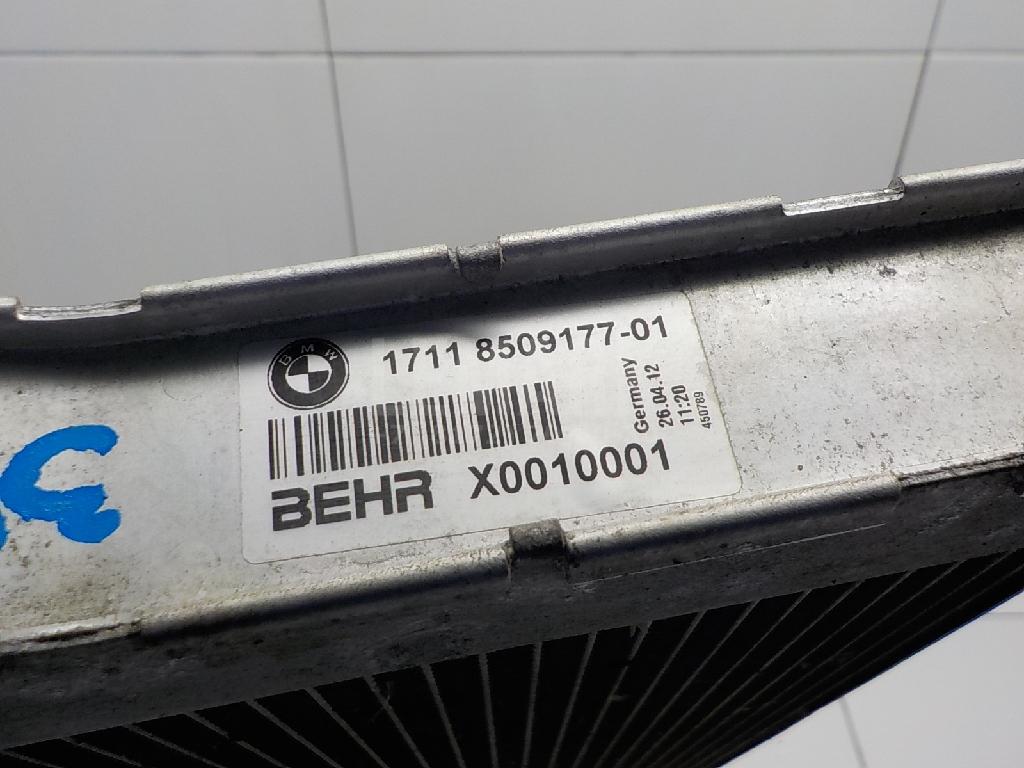 BMW
1711 8509177-01
Germany
26.04.12
11:20
450789
BEHR X0010001